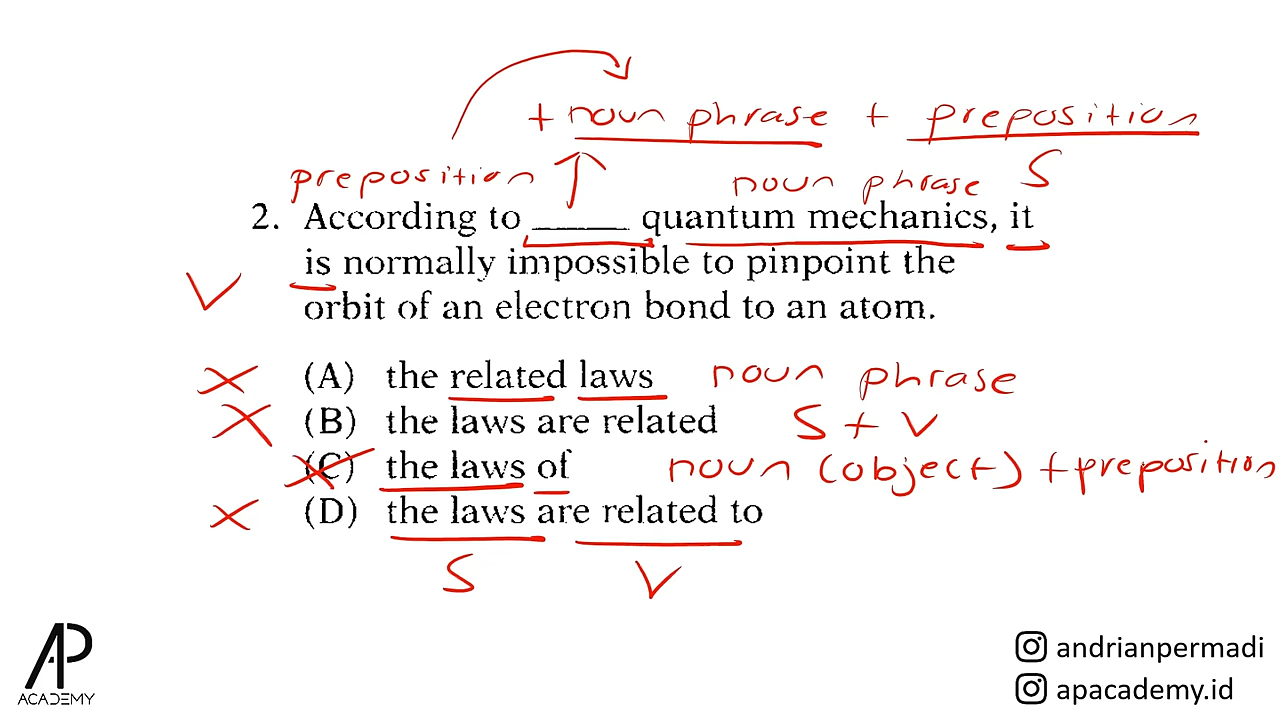 + noun phrase + preposition
preposition noun phrase S
2. According to _____ quantum mechanics, it
is normally impossible to pinpoint the
V
orbit of an electron bond to an atom.
X (A) the related laws noun phrase
X (B) the laws are related S + V
(C) the laws of noun (object) + preposition
X (D) the laws are related to
S V
AP
ACADEMY
andrianpermadi
apacademy.id